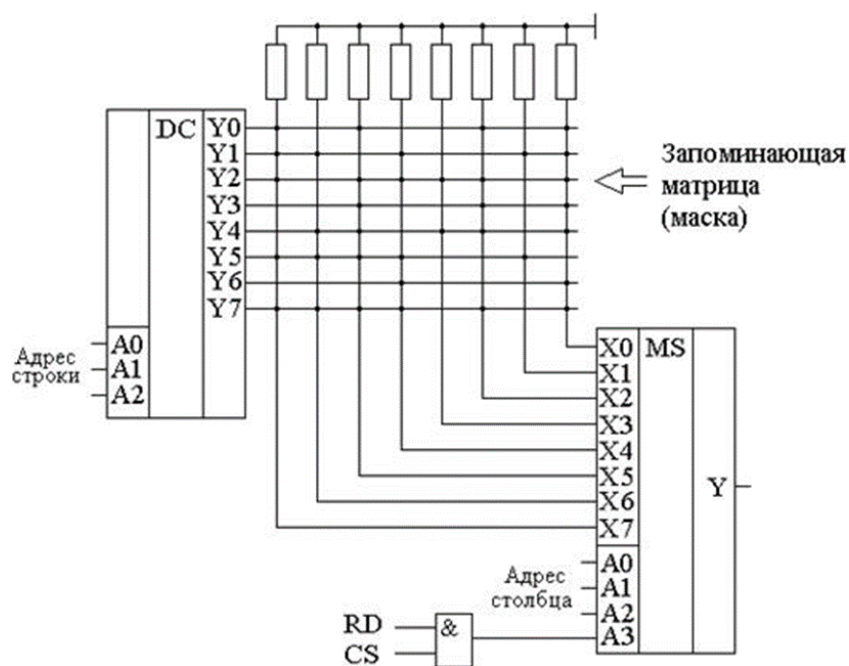 DC
Y0
Y1
Y2
Y3
Y4
Y5
Y6
Y7
Запоминающая
матрица
(маска)
Адрес
строки
A0
A1
A2
X0 MS
X1
X2
X3
X4
X5
X6
X7
Y
Адрес
столбца
A0
A1
A2
A3
RD
CS
&